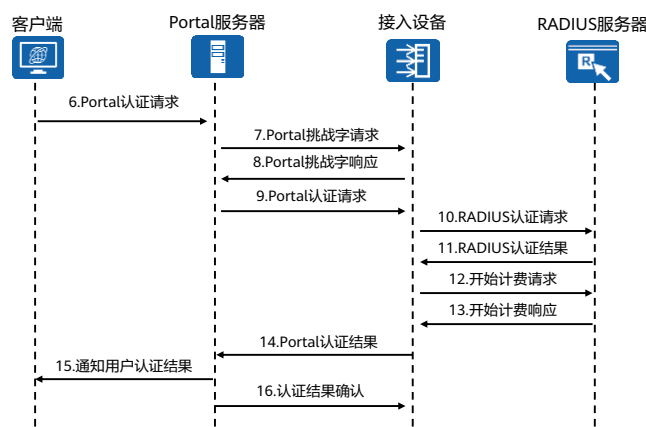 客户端
Portal服务器
接入设备
RADIUS服务器
R
6.Portal认证请求
7.Portal挑战字请求
8.Portal挑战字响应
9.Portal认证请求
10.RADIUS认证请求
11.RADIUS认证结果
12.开始计费请求
13.开始计费响应
14.Portal认证结果
15.通知用户认证结果
16.认证结果确认